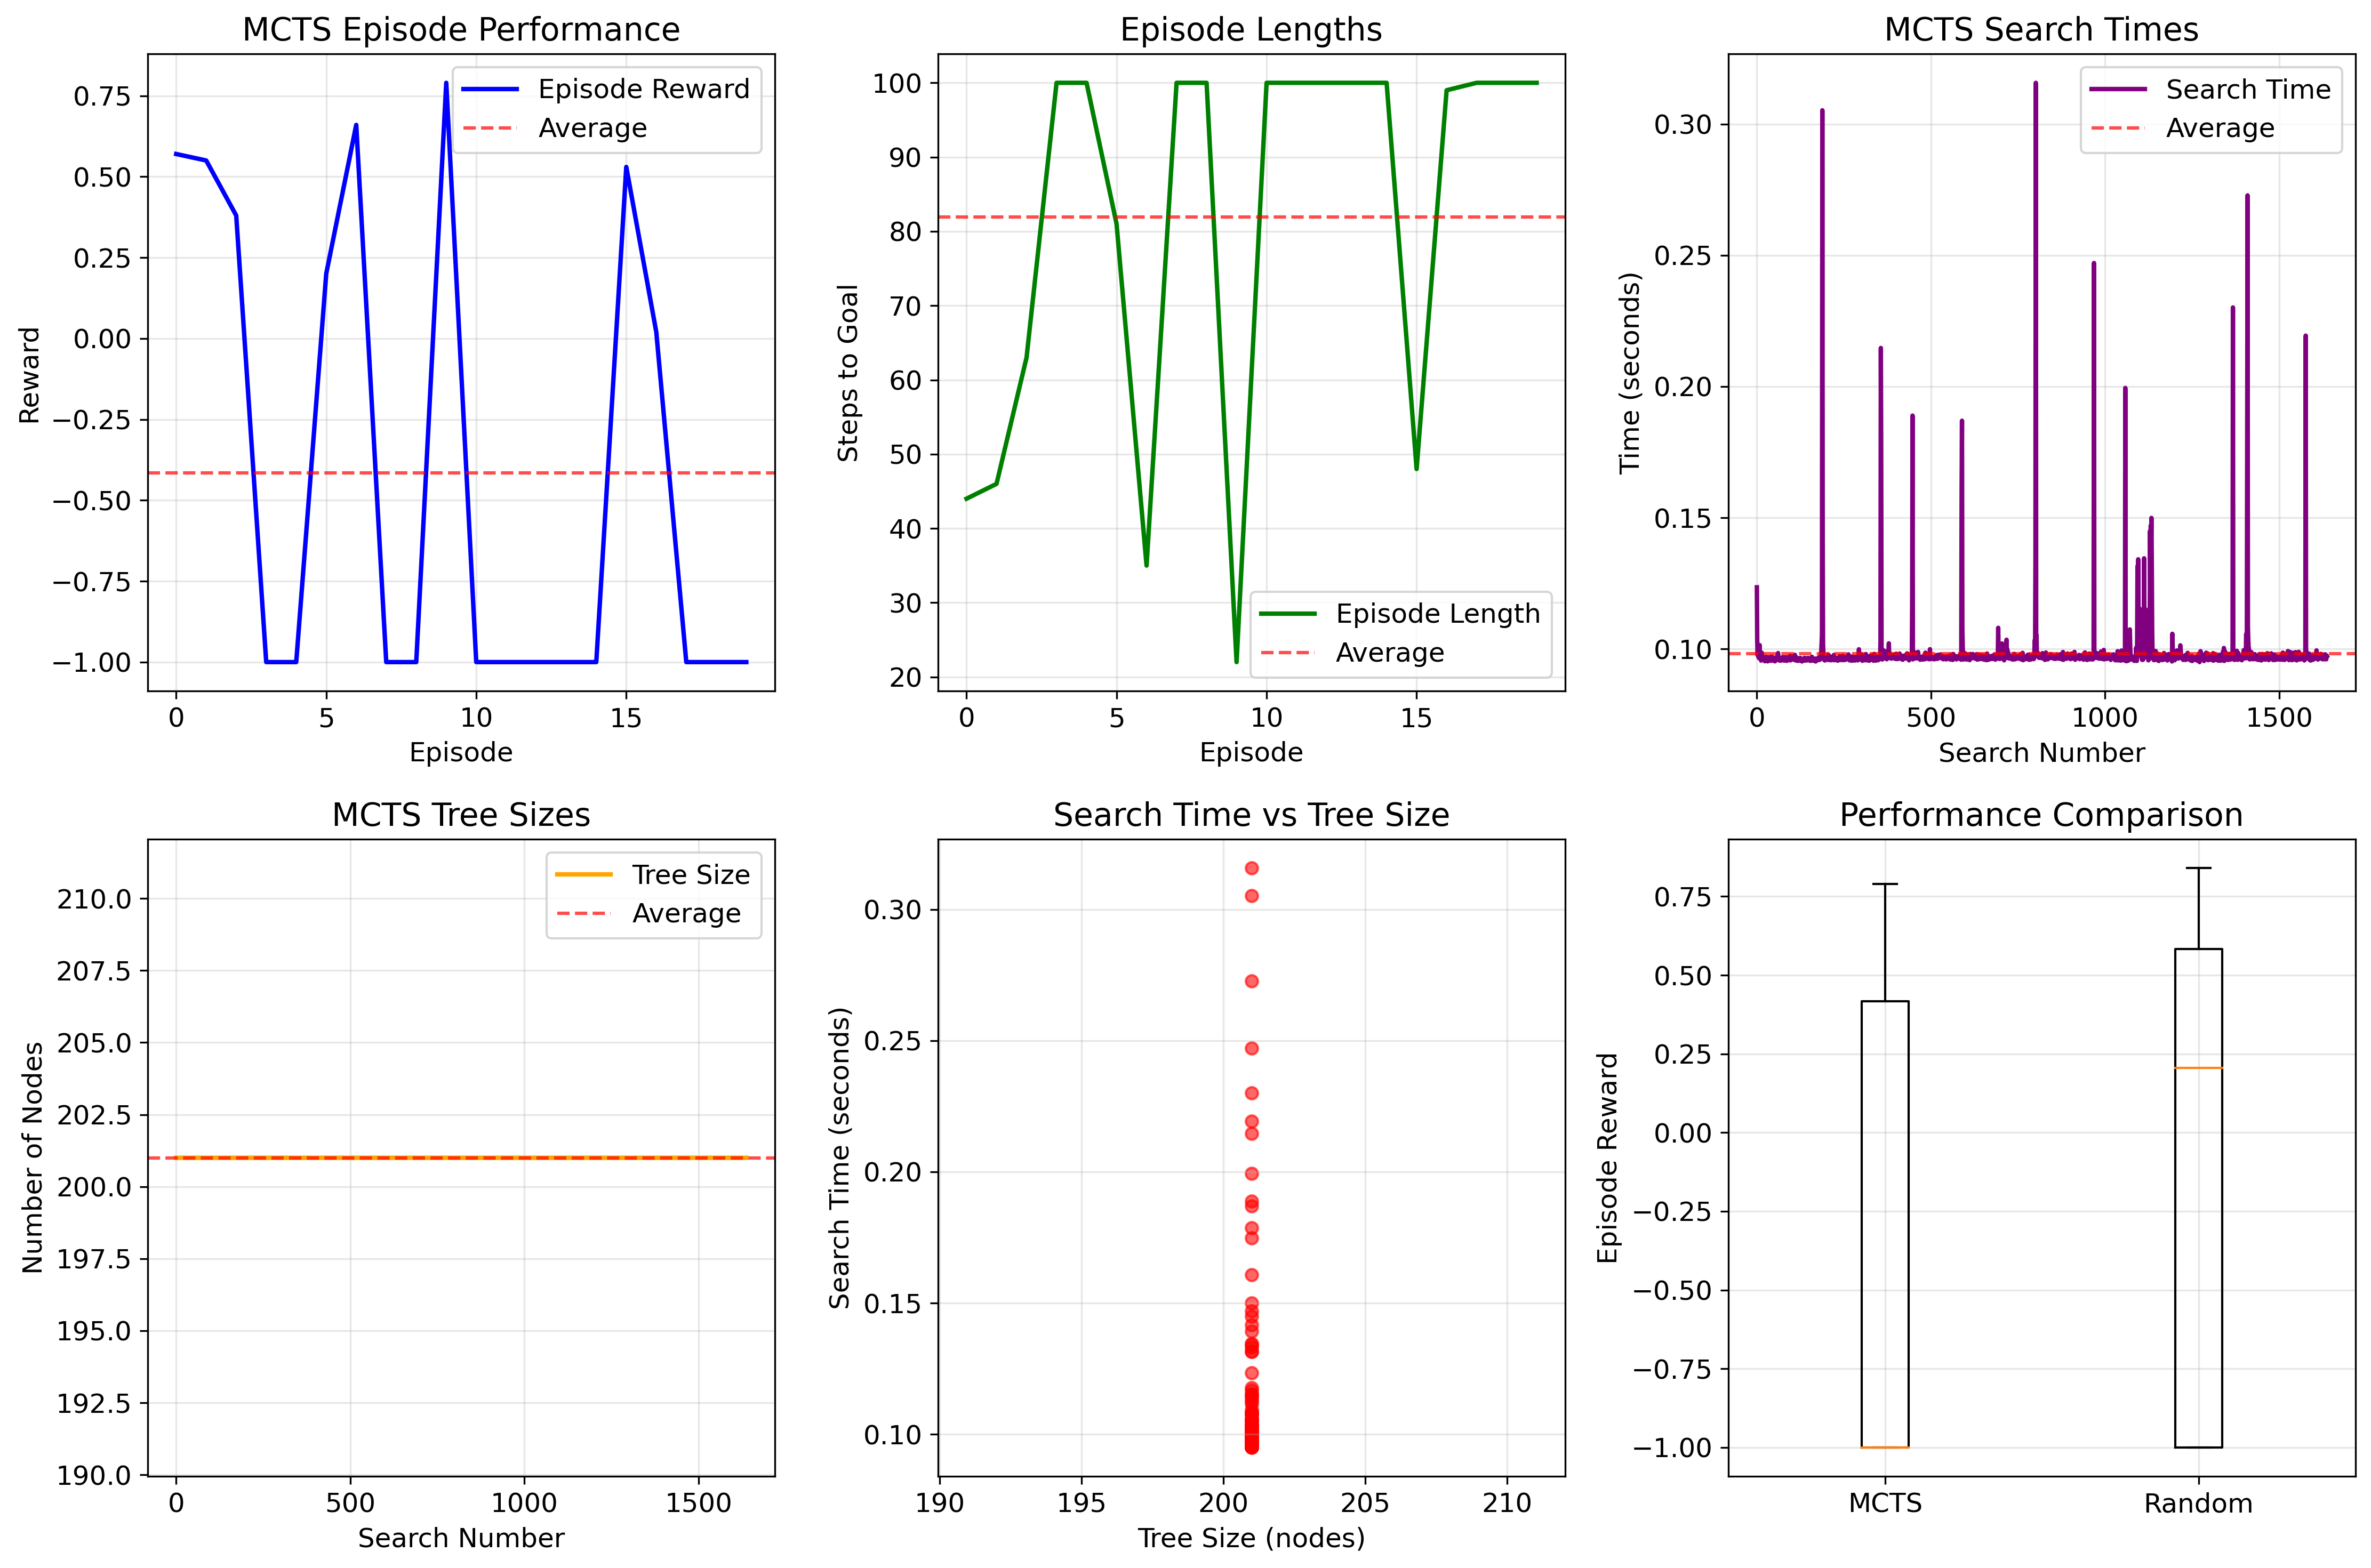 MCTS Episode Performance
Reward
0.75
0.50
0.25
0.00
−0.25
−0.50
−0.75
−1.00
Episode Reward
Average
0 5 10 15
Episode
Episode Lengths
Steps to Goal
100
90
80
70
60
50
40
30
20
Episode Length
Average
0 5 10 15
Episode
MCTS Search Times
Time (seconds)
0.30
0.25
0.20
0.15
0.10
Search Time
Average
0 500 1000 1500
Search Number
MCTS Tree Sizes
Number of Nodes
210.0
207.5
205.0
202.5
200.0
197.5
195.0
192.5
190.0
Tree Size
Average
0 500 1000 1500
Search Number
Search Time vs Tree Size
Search Time (seconds)
0.30
0.25
0.20
0.15
0.10
190 195 200 205 210
Tree Size (nodes)
Performance Comparison
Episode Reward
0.75
0.50
0.25
0.00
−0.25
−0.50
−0.75
−1.00
MCTS Random